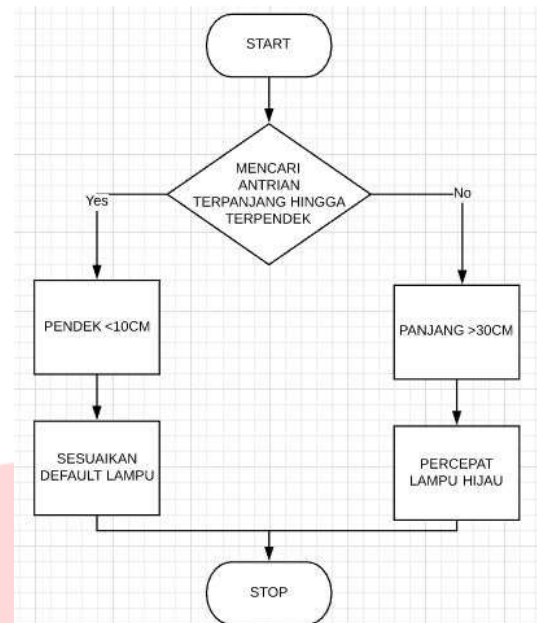 START
MENCARI
ANTRIAN
TERPANJANG HINGGA
TERPENDEK
Yes
No
PENDEK <10CM
PANJANG >30CM
SESUAIKAN
DEFAULT LAMPU
PERCEPAT
LAMPU HIJAU
STOP